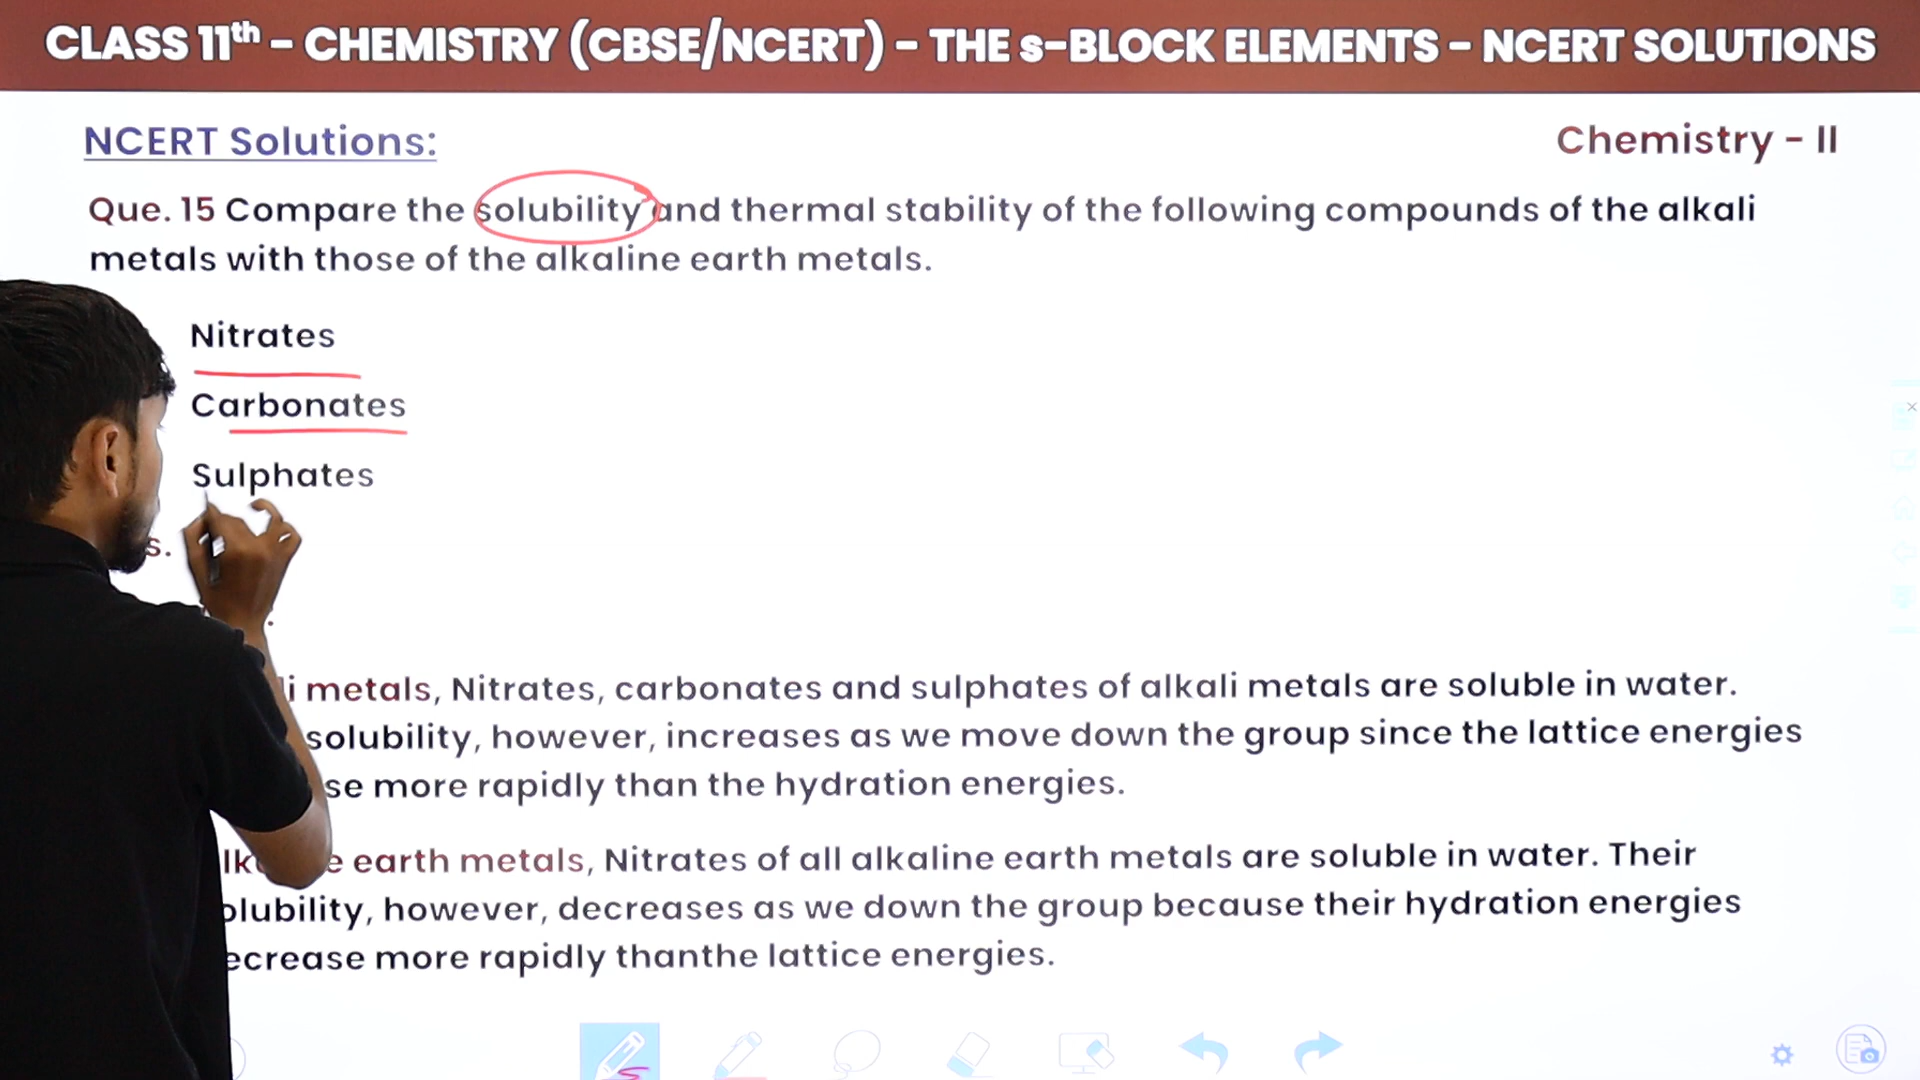 CLASS 11th - CHEMISTRY (CBSE/NCERT) - THE s-BLOCK ELEMENTS - NCERT SOLUTIONS
NCERT Solutions:
Chemistry - II
Que. 15 Compare the solubility and thermal stability of the following compounds of the alkali
metals with those of the alkaline earth metals.
Nitrates
Carbonates
Sulphates
s.
i metals, Nitrates, carbonates and sulphates of alkali metals are soluble in water.
solubility, however, increases as we move down the group since the lattice energies
se more rapidly than the hydration energies.
lk e earth metals, Nitrates of all alkaline earth metals are soluble in water. Their
olubility, however, decreases as we down the group because their hydration energies
ecrease more rapidly thanthe lattice energies.